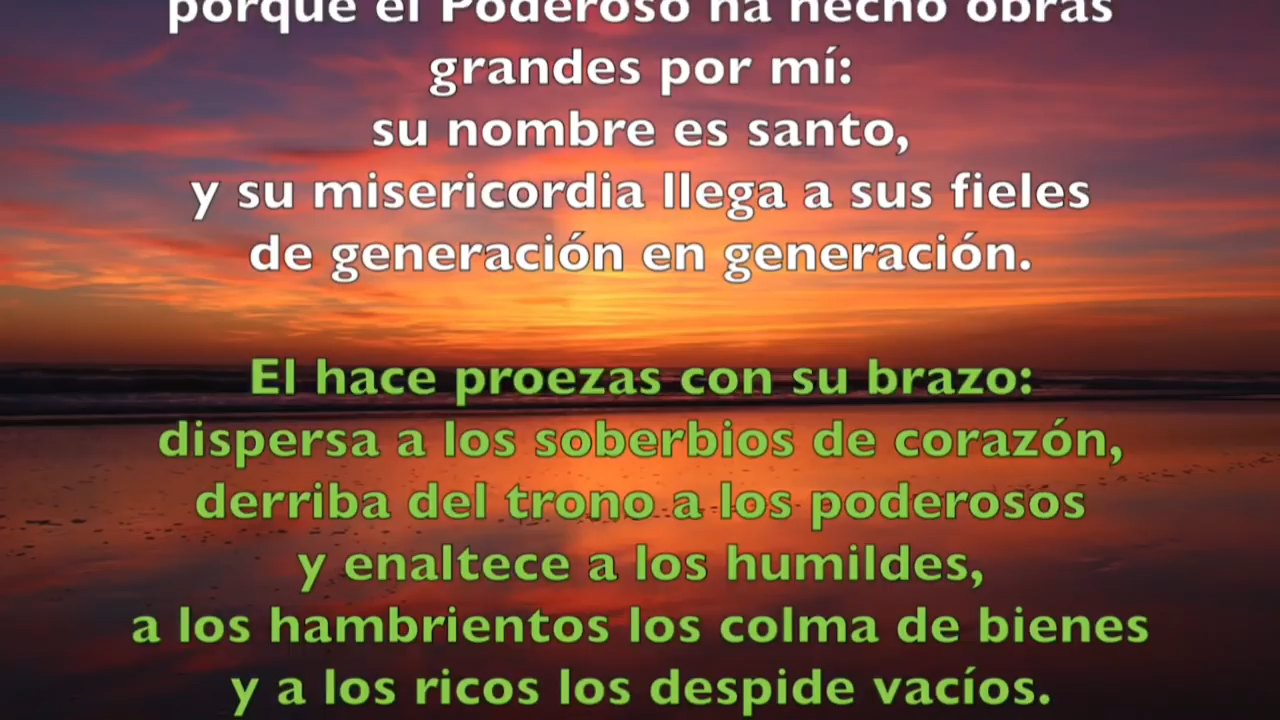 porque el Poderoso ha hecho obras
grandes por mí:
su nombre es santo,
y su misericordia llega a sus fieles
de generación en generación.
El hace proezas con su brazo:
dispersa a los soberbios de corazón,
derriba del trono a los poderosos
y enaltece a los humildes,
a los hambrientos los colma de bienes
y a los ricos los despide vacíos.